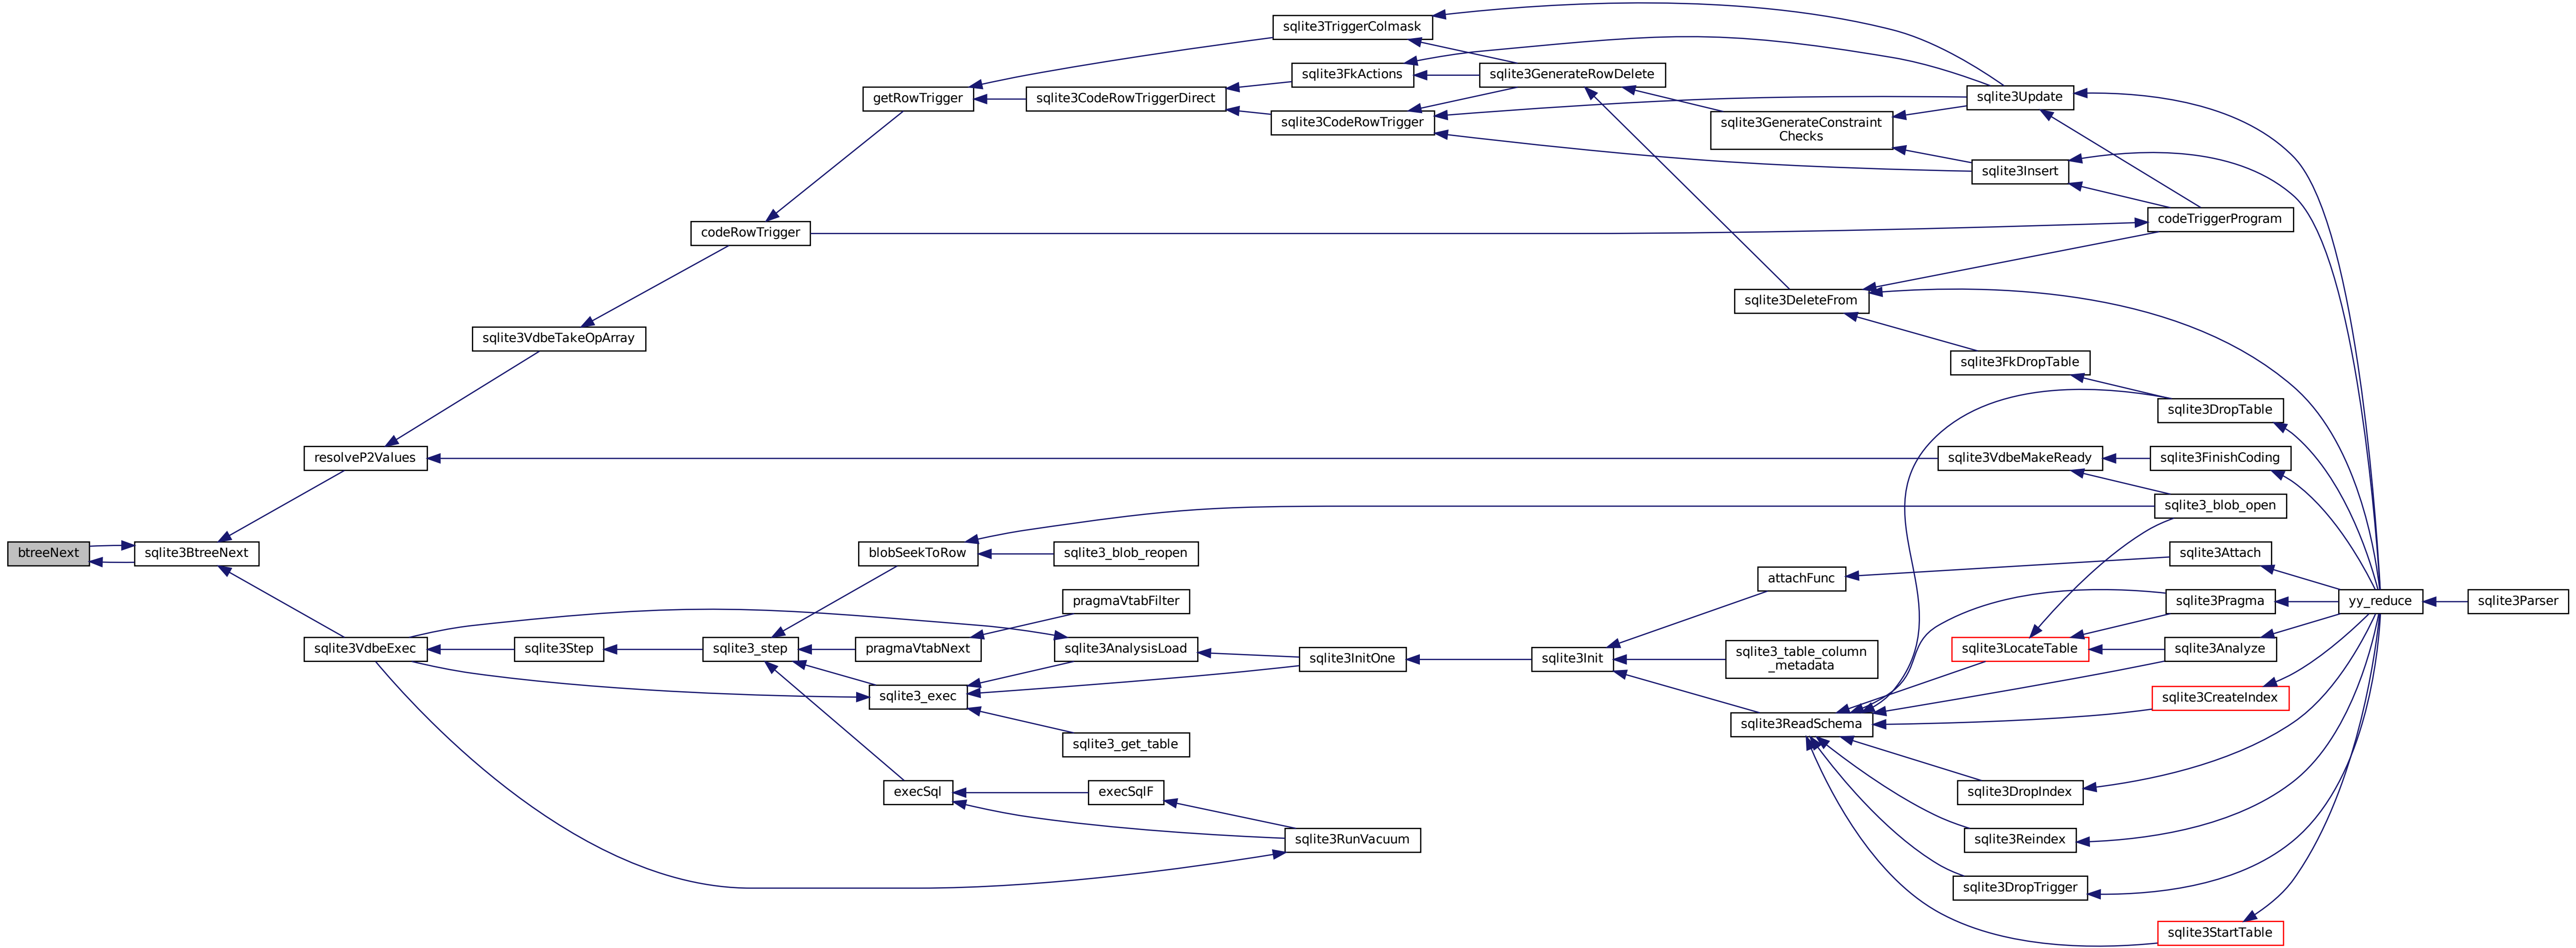 sqlite3TriggerColmask
sqlite3FkActions
sqlite3GenerateRowDelete
getRowTrigger
sqlite3CodeRowTriggerDirect
sqlite3Update
sqlite3CodeRowTrigger
sqlite3GenerateConstraint
Checks
sqlite3Insert
codeTriggerProgram
codeRowTrigger
sqlite3DeleteFrom
sqlite3VdbeTakeOpArray
sqlite3FkDropTable
sqlite3DropTable
resolveP2Values
sqlite3VdbeMakeReady
sqlite3FinishCoding
sqlite3_blob_open
btreeNext
sqlite3BtreeNext
blobSeekToRow
sqlite3_blob_reopen
sqlite3Attach
attachFunc
pragmaVtabFilter
sqlite3Pragma
yy_reduce
sqlite3Parser
sqlite3VdbeExec
sqlite3Step
sqlite3_step
pragmaVtabNext
sqlite3AnalysisLoad
sqlite3InitOne
sqlite3Init
sqlite3_table_column
_metadata
sqlite3LocateTable
sqlite3Analyze
sqlite3_exec
sqlite3CreateIndex
sqlite3ReadSchema
sqlite3_get_table
execSql
execSqlF
sqlite3DropIndex
sqlite3RunVacuum
sqlite3Reindex
sqlite3DropTrigger
sqlite3StartTable